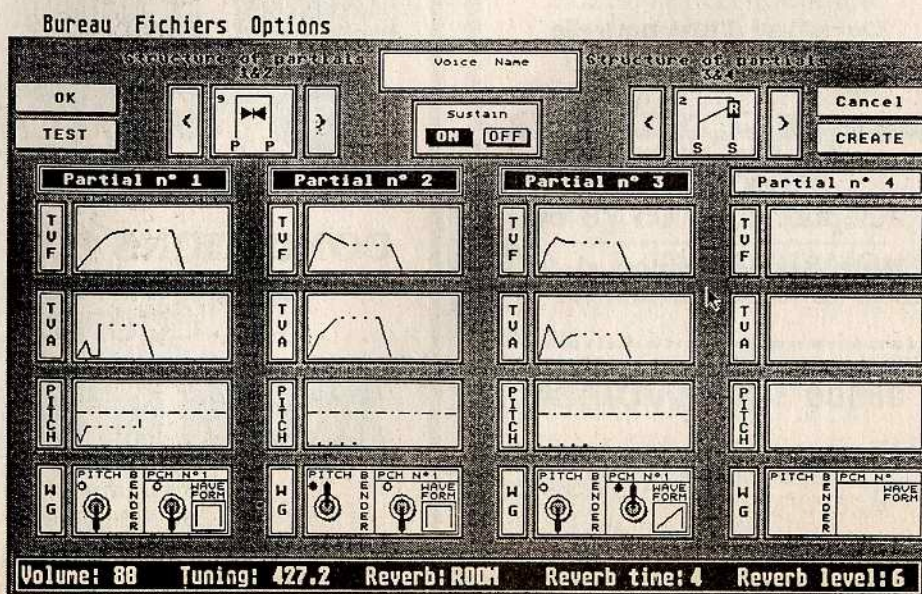 Bureau Fichiers Options
Structure of partials
1&2
Voice Name
Structure of partials
3&4
OK
TEST
<
9
P P
>
Sustain
ON OFF
<
2
R
S S
>
Cancel
CREATE
Partial n° 1
Partial n° 2
Partial n° 3
Partial n° 4
TVF
TVF
TVF
TVF
TVA
TVA
TVA
TVA
PITCH
PITCH
PITCH
PITCH
WG
PITCH BENDER
PCM N°1
WAVE FORM
WG
PITCH BENDER
PCM N°1
WAVE FORM
WG
PITCH BENDER
PCM N°1
WAVE FORM
WG
PITCH BENDER
PCM N°
WAVE FORM
Volume: 88 Tuning: 427.2 Reverb: ROOM Reverb time: 4 Reverb level: 6